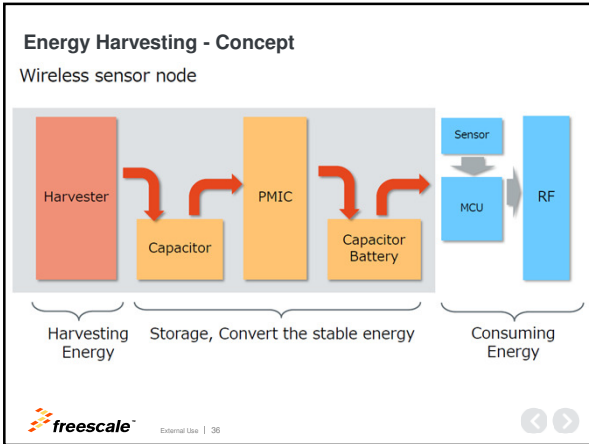 Energy Harvesting - Concept
Wireless sensor node
Harvester
Capacitor
PMIC
Capacitor
Battery
Sensor
MCU
RF
Harvesting
Energy
Storage, Convert the stable energy
Consuming
Energy
freescale™
External Use | 36